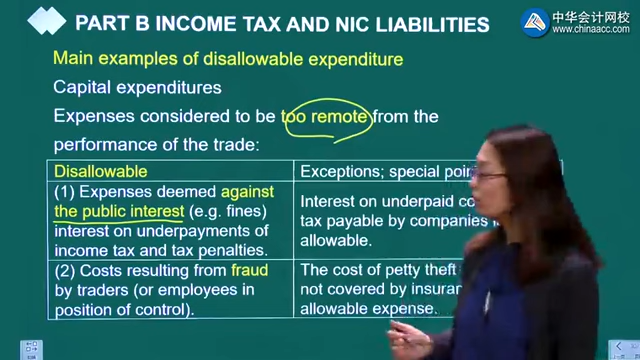 PART B INCOME TAX AND NIC LIABILITIES
中华会计网校
www.chinaacc.com
Main examples of disallowable expenditure
Capital expenditures
Expenses considered to be too remote from the
performance of the trade:
Disallowable
(1) Expenses deemed against
the public interest (e.g. fines)
interest on underpayments of
income tax and tax penalties.
(2) Costs resulting from fraud
by traders (or employees in
position of control).
Exceptions; special
Interest on underpaid
tax payable by companies
allowable.
The cost of petty theft
not covered by
allowable expense.